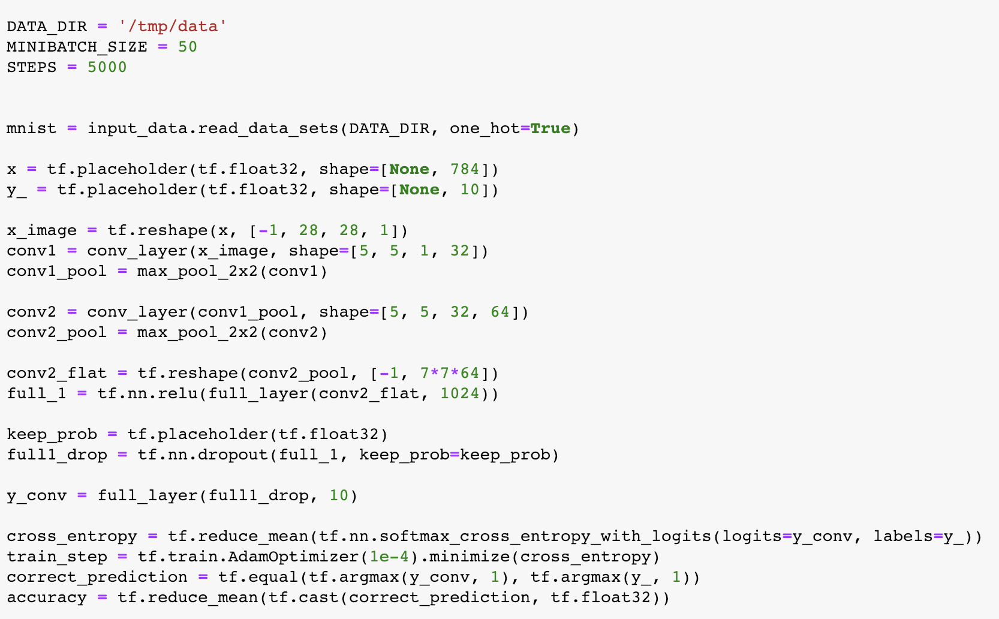 DATA_DIR = '/tmp/data'
MINIBATCH_SIZE = 50
STEPS = 5000
mnist = input_data.read_data_sets(DATA_DIR, one_hot=True)
x = tf.placeholder(tf.float32, shape=[None, 784])
y_ = tf.placeholder(tf.float32, shape=[None, 10])
x_image = tf.reshape(x, [-1, 28, 28, 1])
conv1 = conv_layer(x_image, shape=[5, 5, 1, 32])
conv1_pool = max_pool_2x2(conv1)
conv2 = conv_layer(conv1_pool, shape=[5, 5, 32, 64])
conv2_pool = max_pool_2x2(conv2)
conv2_flat = tf.reshape(conv2_pool, [-1, 7*7*64])
full_1 = tf.nn.relu(full_layer(conv2_flat, 1024))
keep_prob = tf.placeholder(tf.float32)
full1_drop = tf.nn.dropout(full_1, keep_prob=keep_prob)
y_conv = full_layer(full1_drop, 10)
cross_entropy = tf.reduce_mean(tf.nn.softmax_cross_entropy_with_logits(logits=y_conv, labels=y_))
train_step = tf.train.AdamOptimizer(1e-4).minimize(cross_entropy)
correct_prediction = tf.equal(tf.argmax(y_conv, 1), tf.argmax(y_, 1))
accuracy = tf.reduce_mean(tf.cast(correct_prediction, tf.float32))